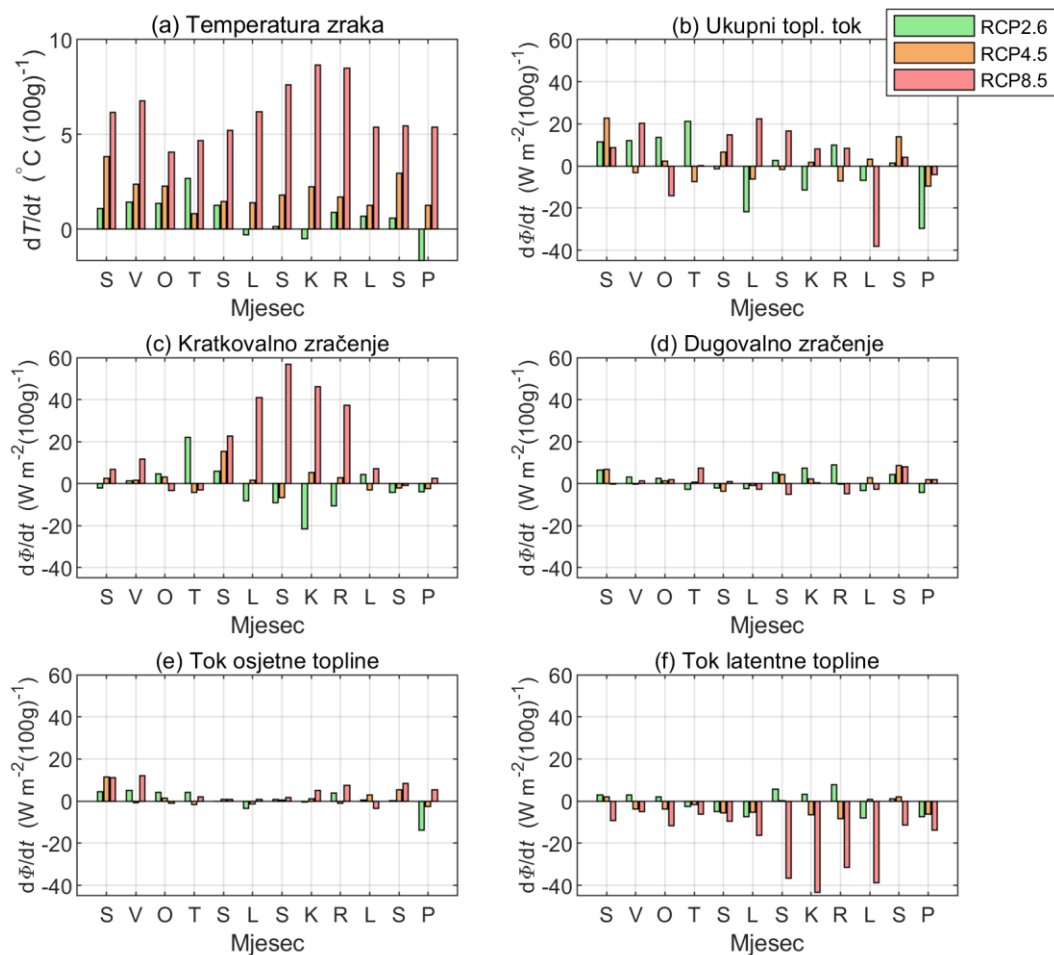 (a) Temperatura zraka
10
5
0
dT/dt (°C (100g)⁻¹
S V O T S L S K R L S P
Mjesec
(b) Ukupni topl. tok
RCP2.6
RCP4.5
RCP8.5
60
40
20
0
-20
-40
dΦ/dt (W m⁻²(100g)⁻¹
S V O T S L S K R L S P
Mjesec
(c) Kratkovalno zračenje
60
40
20
0
-20
-40
dΦ/dt (W m⁻²(100g)⁻¹
S V O T S L S K R L S P
Mjesec
(d) Dugovalno zračenje
60
40
20
0
-20
-40
dΦ/dt (W m⁻²(100g)⁻¹
S V O T S L S K R L S P
Mjesec
(e) Tok osjetne topline
60
40
20
0
-20
-40
dΦ/dt (W m⁻²(100g)⁻¹
S V O T S L S K R L S P
Mjesec
(f) Tok latentne topline
60
40
20
0
-20
-40
dΦ/dt (W m⁻²(100g)⁻¹
S V O T S L S K R L S P
Mjesec